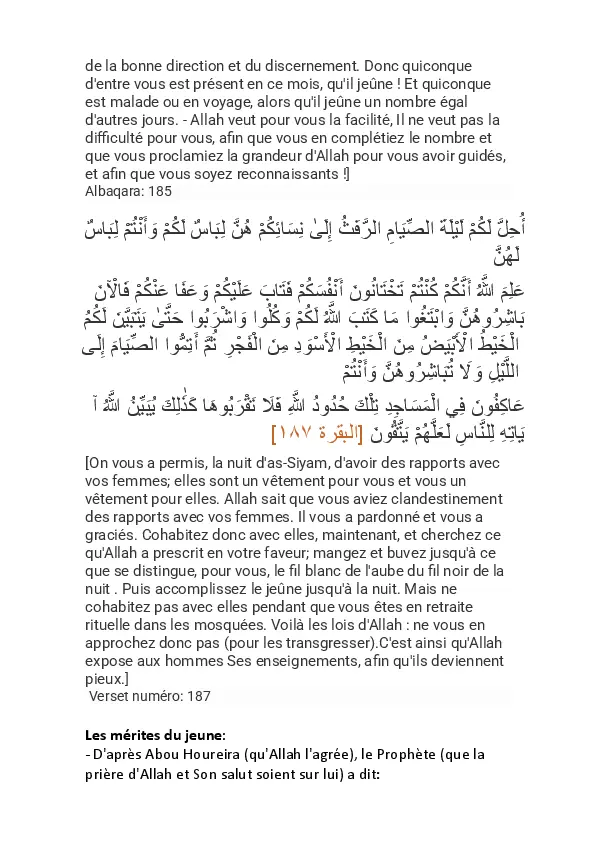 de la bonne direction et du discernement. Donc quiconque
d'entre vous est présent en ce mois, qu'il jeûne ! Et quiconque
est malade ou en voyage, alors qu'il jeûne un nombre égal
d'autres jours. - Allah veut pour vous la facilité, Il ne veut pas la
difficulté pour vous, afin que vous en complétiez le nombre et
que vous proclamiez la grandeur d'Allah pour vous avoir guidés,
et afin que vous soyez reconnaissants !]
Albaqara: 185
أُحِلَّ لَكُمْ لَيْلَةَ الصِّيَامِ الرَّفَثُ إِلَىٰ نِسَائِكُمْ هُنَّ لِبَاسٌ لَكُمْ وَأَنْتُمْ لِبَاسٌ
لَهُنَّ
عَلِمَ اللَّهُ أَنَّكُمْ كُنْتُمْ تَخْتَانُونَ أَنْفُسَكُمْ فَتَابَ عَلَيْكُمْ وَعَفَا عَنْكُمْ فَالْآنَ
بَاشِرُوهُنَّ وَابْتَغُوا مَا كَتَبَ اللَّهُ لَكُمْ وَكُلُوا وَاشْرَبُوا حَتَّىٰ يَتَبَيَّنَ لَكُمُ
الْخَيْطُ الْأَبْيَضُ مِنَ الْخَيْطِ الْأَسْوَدِ مِنَ الْفَجْرِ ثُمَّ أَتِمُّوا الصِّيَامَ إِلَى
اللَّيْلِ وَلَا تُبَاشِرُوهُنَّ وَأَنْتُمْ
عَاكِفُونَ فِي الْمَسَاجِدِ تِلْكَ حُدُودُ اللَّهِ فَلَا تَقْرَبُوهَا كَذَٰلِكَ يُبَيِّنُ اللَّهُ آ
يَاتِهِ لِلنَّاسِ لَعَلَّهُمْ يَتَّقُونَ [البقرة ١٨٧]
[On vous a permis, la nuit d'as-Siyam, d'avoir des rapports avec
vos femmes; elles sont un vêtement pour vous et vous un
vêtement pour elles. Allah sait que vous aviez clandestinement
des rapports avec vos femmes. Il vous a pardonné et vous a
graciés. Cohabitez donc avec elles, maintenant, et cherchez ce
qu'Allah a prescrit en votre faveur; mangez et buvez jusqu'à ce
que se distingue, pour vous, le fil blanc de l'aube du fil noir de la
nuit . Puis accomplissez le jeûne jusqu'à la nuit. Mais ne
cohabitez pas avec elles pendant que vous êtes en retraite
rituelle dans les mosquées. Voilà les lois d'Allah : ne vous en
approchez donc pas (pour les transgresser).C'est ainsi qu'Allah
expose aux hommes Ses enseignements, afin qu'ils deviennent
pieux.]
Verset numéro: 187
Les mérites du jeune:
- D'après Abou Houreira (qu'Allah l'agrée), le Prophète (que la
prière d'Allah et Son salut soient sur lui) a dit: